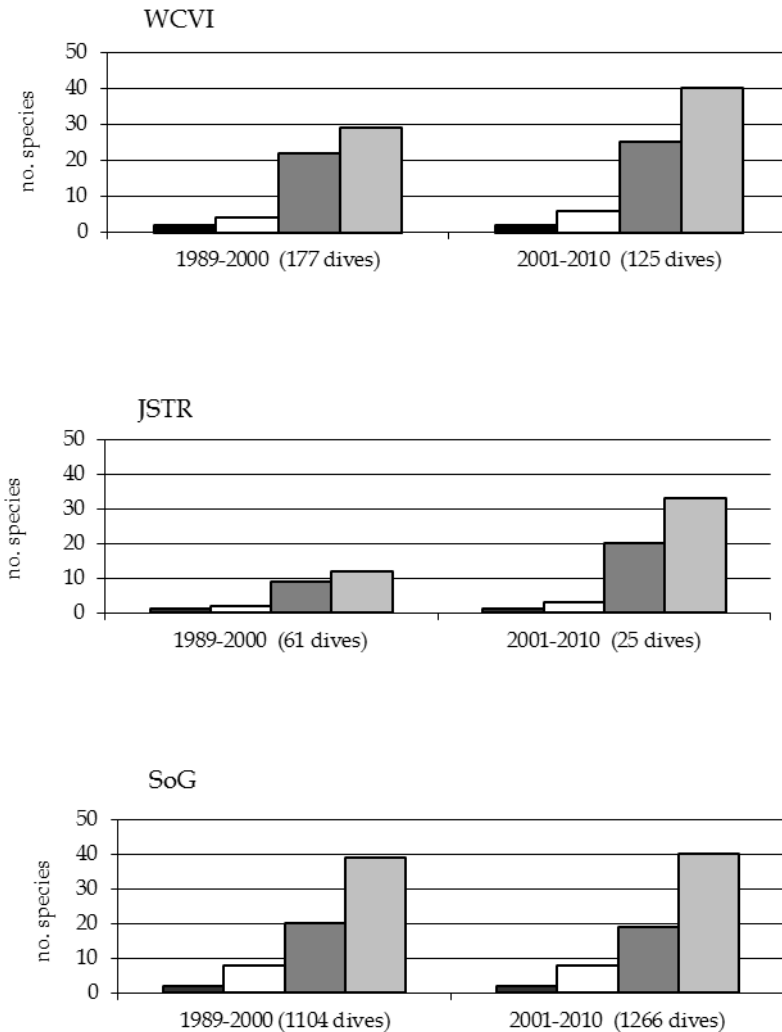 WCVI
50
40
30
20
10
0
no. species
1989-2000 (177 dives)
2001-2010 (125 dives)
JSTR
50
40
30
20
10
0
no. species
1989-2000 (61 dives)
2001-2010 (25 dives)
SoG
50
40
30
20
10
0
no. species
1989-2000 (1104 dives)
2001-2010 (1266 dives)